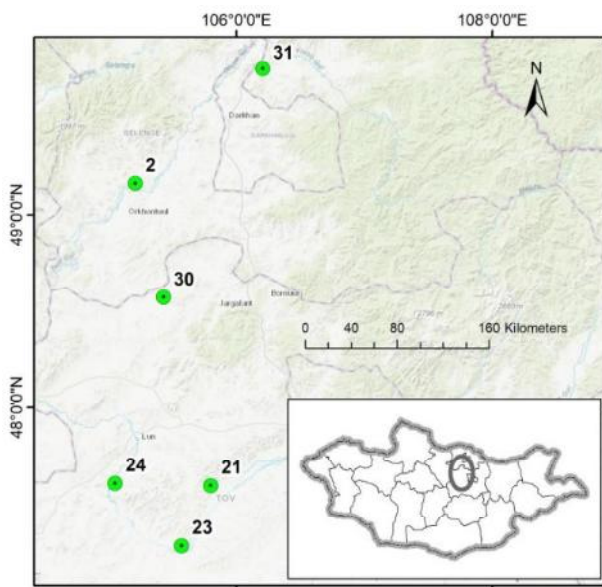 106°0'0"E 108°0'0"E
31
N
Darkhan
SELENGE
2
49°0'0"N
Orkhontuul
30
Jargalant
Bornuur
0 40 80 160 Kilometers
48°0'0"N
Lun
24
21
TOV
23